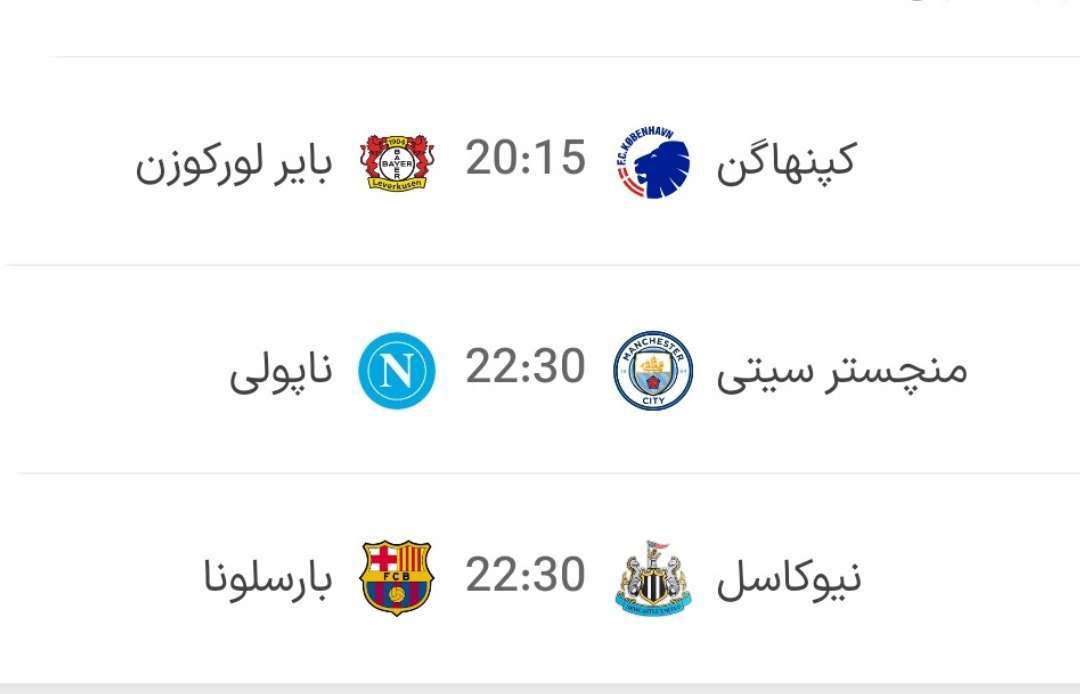 کپنهاگن F.C.KØBENHAVN 20:15 1904 BAYER BAYER Leverkusen بایر لورکوزن
منچستر سیتی MANCHESTER CITY 22:30 N ناپولی
نیوکاسل 22:30 FCB بارسلونا